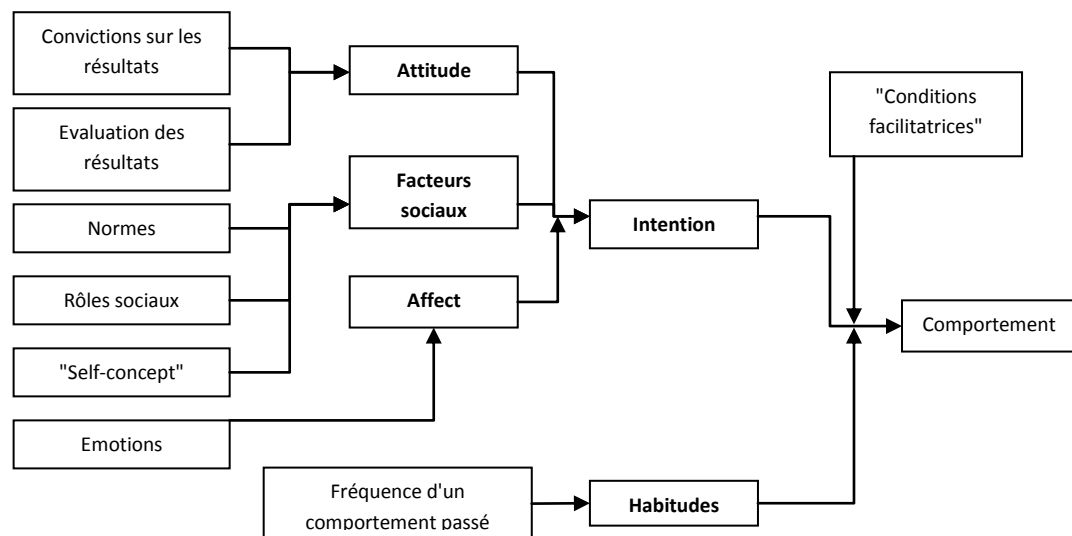 Convictions sur les
résultats
Evaluation des
résultats
Normes
Rôles sociaux
"Self-concept"
Emotions
Attitude
Facteurs
sociaux
Affect
Fréquence d'un
comportement passé
Intention
Habitudes
"Conditions
facilitatrices"
Comportement